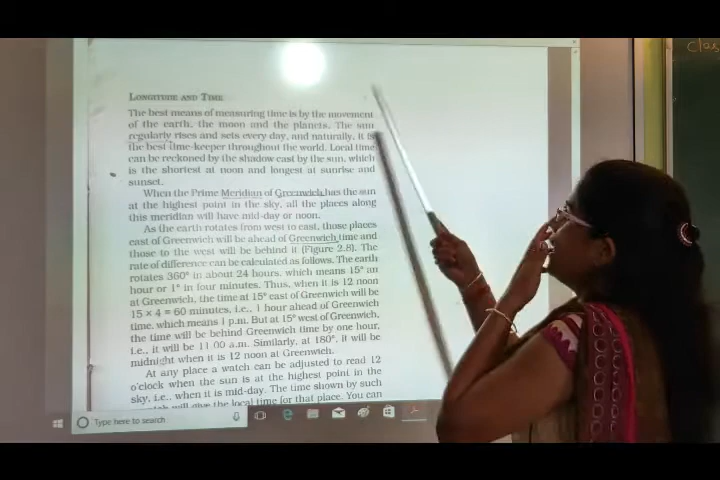 Clas
LONGITUDE AND TIME
The best means of measuring time is by the movement
of the earth, the moon and the planets. The sun
regularly rises and sets every day, and naturally, it is
the best time-keeper throughout the world. Local time
can be reckoned by the shadow cast by the sun, which
is the shortest at noon and longest at sunrise and
sunset.
When the Prime Meridian of Greenwich has the sun
at the highest point in the sky, all the places along
this meridian will have mid-day or noon.
As the earth rotates from west to east, those places
east of Greenwich will be ahead of Greenwich time and
those to the west will be behind it (Figure 2.8). The
rate of difference can be calculated as follows. The earth
rotates 360° in about 24 hours, which means 15° an
hour or 1° in four minutes. Thus, when it is 12 noon
at Greenwich, the time at 15° east of Greenwich will be
15 × 4 = 60 minutes, i.e., 1 hour ahead of Greenwich
time, which means 1 p.m. But at 15° west of Greenwich,
the time will be behind Greenwich time by one hour,
i.e., it will be 11.00 a.m. Similarly, at 180°, it will be
midnight when it is 12 noon at Greenwich.
At any place a watch can be adjusted to read 12
o'clock when the sun is at the highest point in the
sky, i.e., when it is mid-day. The time shown by such
will give the local time for that place. You can
Type here to search